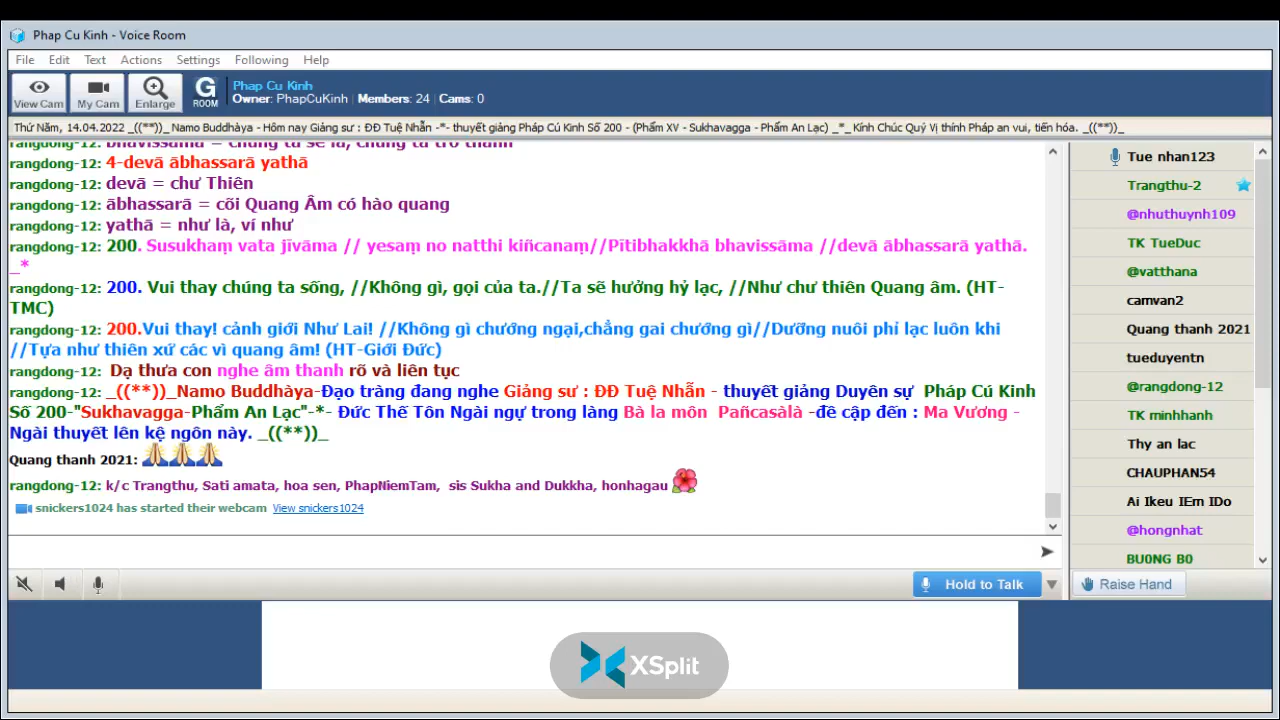 Phap Cu Kinh - Voice Room
File Edit Text Actions Settings Following Help
View Cam My Cam Enlarge G ROOM
Phap Cu Kinh
Owner: PhapCuKinh | Members: 24 | Cams: 0
Thứ Năm, 14.04.2022 _((**))_ Namo Buddhàya - Hôm nay Giảng sư : ĐĐ Tuệ Nhẫn -*- thuyết giảng Pháp Cú Kinh Số 200 - (Phẩm XV - Sukhavagga - Phẩm An Lạc) _*_ Kính Chúc Quý Vị thính Pháp an vui, tiến hóa. _((**))_
rangdong-12: bhavissāma = chúng ta sẽ là, chúng ta trở thành
rangdong-12: 4-devā ābhassarā yathā
rangdong-12: devā = chư Thiên
rangdong-12: ābhassarā = cõi Quang Âm có hào quang
rangdong-12: yathā = như là, ví như
rangdong-12: 200. Susukhaṃ vata jīvāma // yesaṃ no natthi kiñcanaṃ//Pītibhakkhā bhavissāma //devā ābhassarā yathā.
_*
rangdong-12: 200. Vui thay chúng ta sống, //Không gì, gọi của ta.//Ta sẽ hưởng hỷ lạc, //Như chư thiên Quang âm. (HT-
TMC)
rangdong-12: 200.Vui thay! cảnh giới Như Lai! //Không gì chướng ngại,chẳng gai chướng gì//Dưỡng nuôi phỉ lạc luôn khi
//Tựa như thiên xứ các vì quang âm! (HT-Giới Đức)
rangdong-12: Dạ thưa con nghe âm thanh rõ và liên tục
rangdong-12: _((**))_Namo Buddhàya-Đạo tràng đang nghe Giảng sư : ĐĐ Tuệ Nhẫn - thuyết giảng Duyên sự Pháp Cú Kinh
Số 200-"Sukhavagga-Phẩm An Lạc"-*- Đức Thế Tôn Ngài ngự trong làng Bà la môn Pañcasàlà -đề cập đến : Ma Vương -
Ngài thuyết lên kệ ngôn này. _((**))_
Quang thanh 2021:
rangdong-12: k/c Trangthu, Sati amata, hoa sen, PhapNiemTam, sis Sukha and Dukkha, honhagau
snickers1024 has started their webcam View snickers1024
Hold to Talk
Tue nhan123
Trangthu-2
@nhuthuynh109
TK TueDuc
@vatthana
camvan2
Quang thanh 2021
tueduyentn
@rangdong-12
TK minhhanh
Thy an lac
CHAUPHAN54
Ai Ikeu IEm IDo
@hongnhat
BU0NG B0
Raise Hand
XSplit